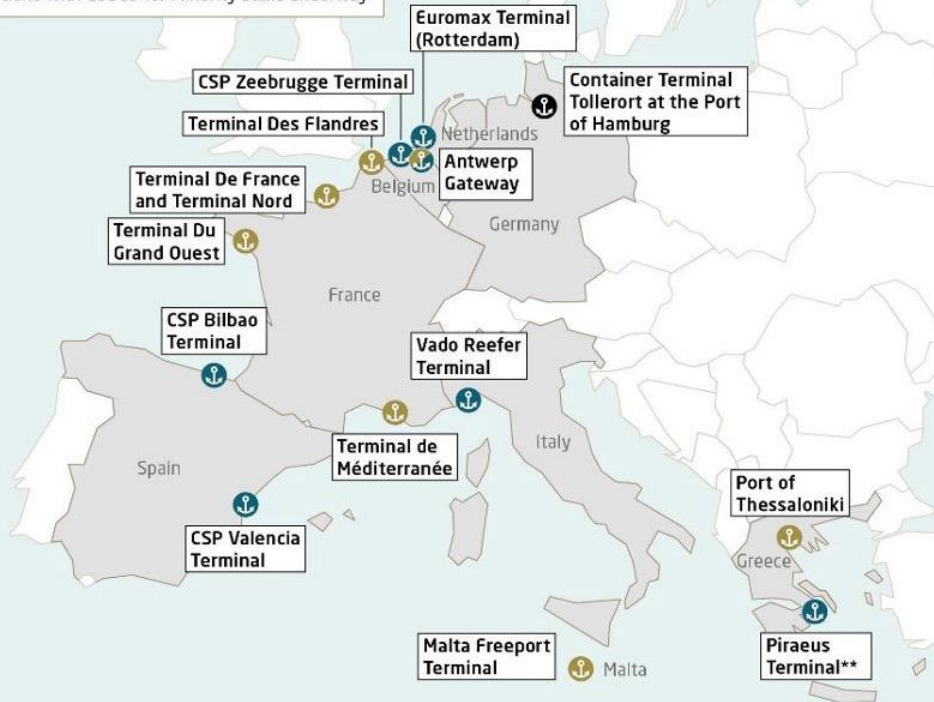 Euromax Terminal
(Rotterdam)
CSP Zeebrugge Terminal
Container Terminal
Tollerort at the Port
of Hamburg
Terminal Des Flandres
Netherlands
Antwerp
Gateway
Terminal De France
and Terminal Nord
Belgium
Terminal Du
Grand Ouest
Germany
France
CSP Bilbao
Terminal
Vado Reefer
Terminal
Terminal de
Méditerranée
Italy
Spain
Port of
Thessaloniki
CSP Valencia
Terminal
Greece
Malta Freeport
Terminal
Malta
Piraeus
Terminal**